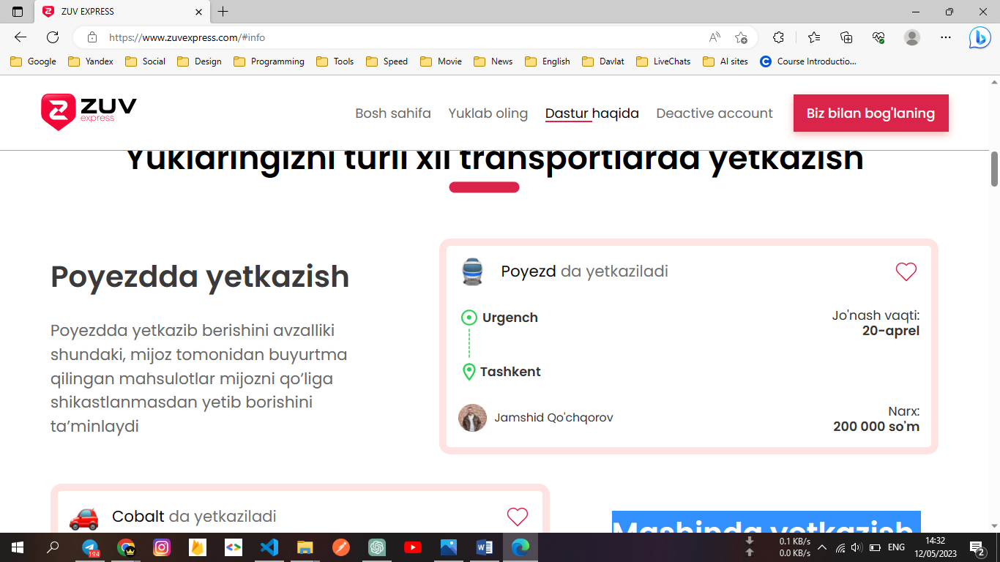 ZUV EXPRESS
https://www.zuvexpress.com/#info
Google Yandex Social Design Programming Tools Speed Movie News English Davlat LiveChats AI sites Course Introductio...
ZUV
express
Bosh sahifa Yuklab oling Dastur haqida Deactive account Biz bilan bog'laning
Yuklaringizni turli xil transportlarda yetkazish
Poyezdda yetkazish
Poyezdda yetkazib berishini avzalliki
shundaki, mijoz tomonidan buyurtma
qilingan mahsulotlar mijozni qo’liga
shikastlanmasdan yetib borishini
ta’minlaydi
Poyezd da yetkaziladi
Urgench
Jo'nash vaqti:
20-aprel
Tashkent
Jamshid Qo'chqorov
Narx:
200 000 so'm
Cobalt da yetkaziladi
Mashinda yetkazish
194
0.1 KB/s
0.0 KB/s
ENG
14:32
12/05/2023
2